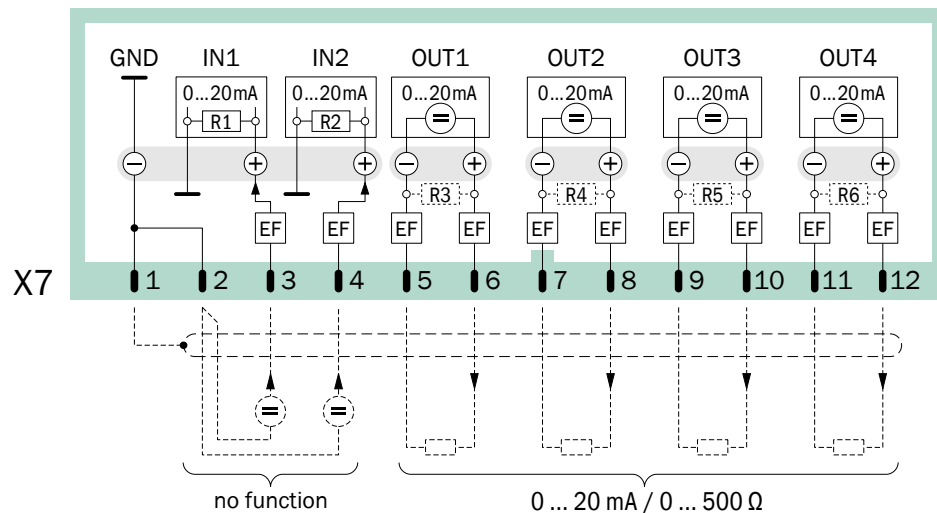 GND IN1 IN2 OUT1 OUT2 OUT3 OUT4
0...20mA 0...20mA 0...20mA 0...20mA 0...20mA 0...20mA
R1 R2 = = = =
− + + − + − + − + − +
R3 R4 R5 R6
EF EF EF EF EF EF EF EF EF EF
X7 1 2 3 4 5 6 7 8 9 10 11 12
= =
no function 0 ... 20 mA / 0 ... 500 Ω